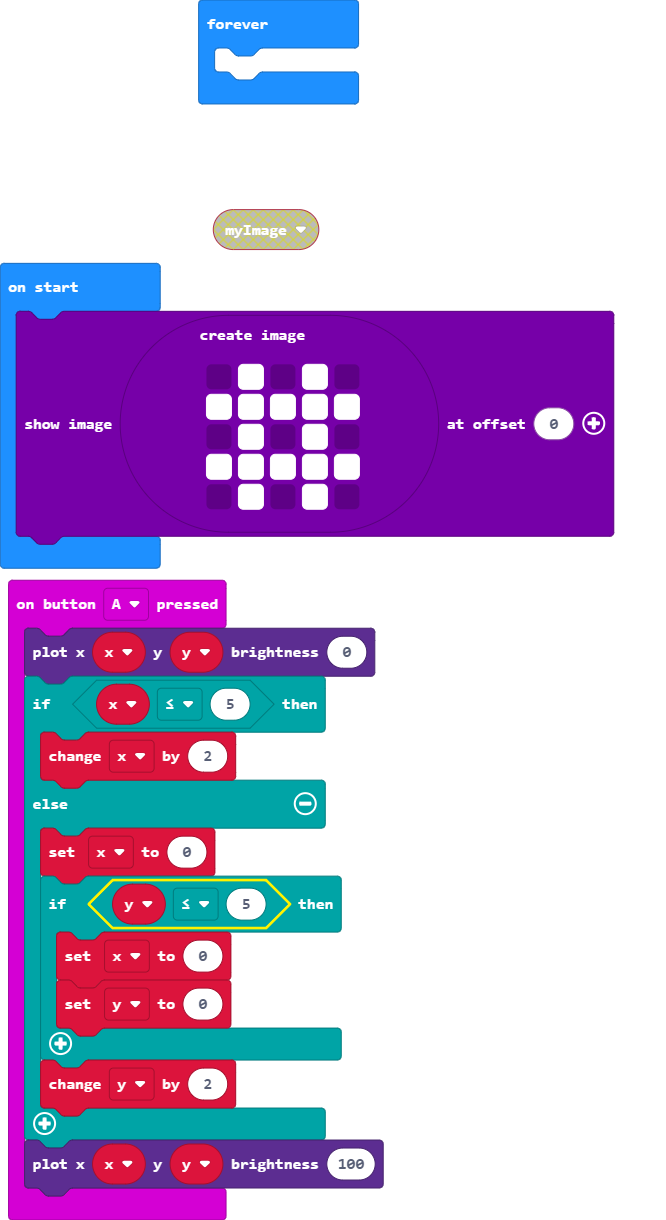 forever
myImage
on start
create image
show image at offset 0
on button A pressed
plot x x y y brightness 0
if x ≤ 5 then
change x by 2
else
set x to 0
if y ≤ 5 then
set x to 0
set y to 0
change y by 2
plot x x y y brightness 100